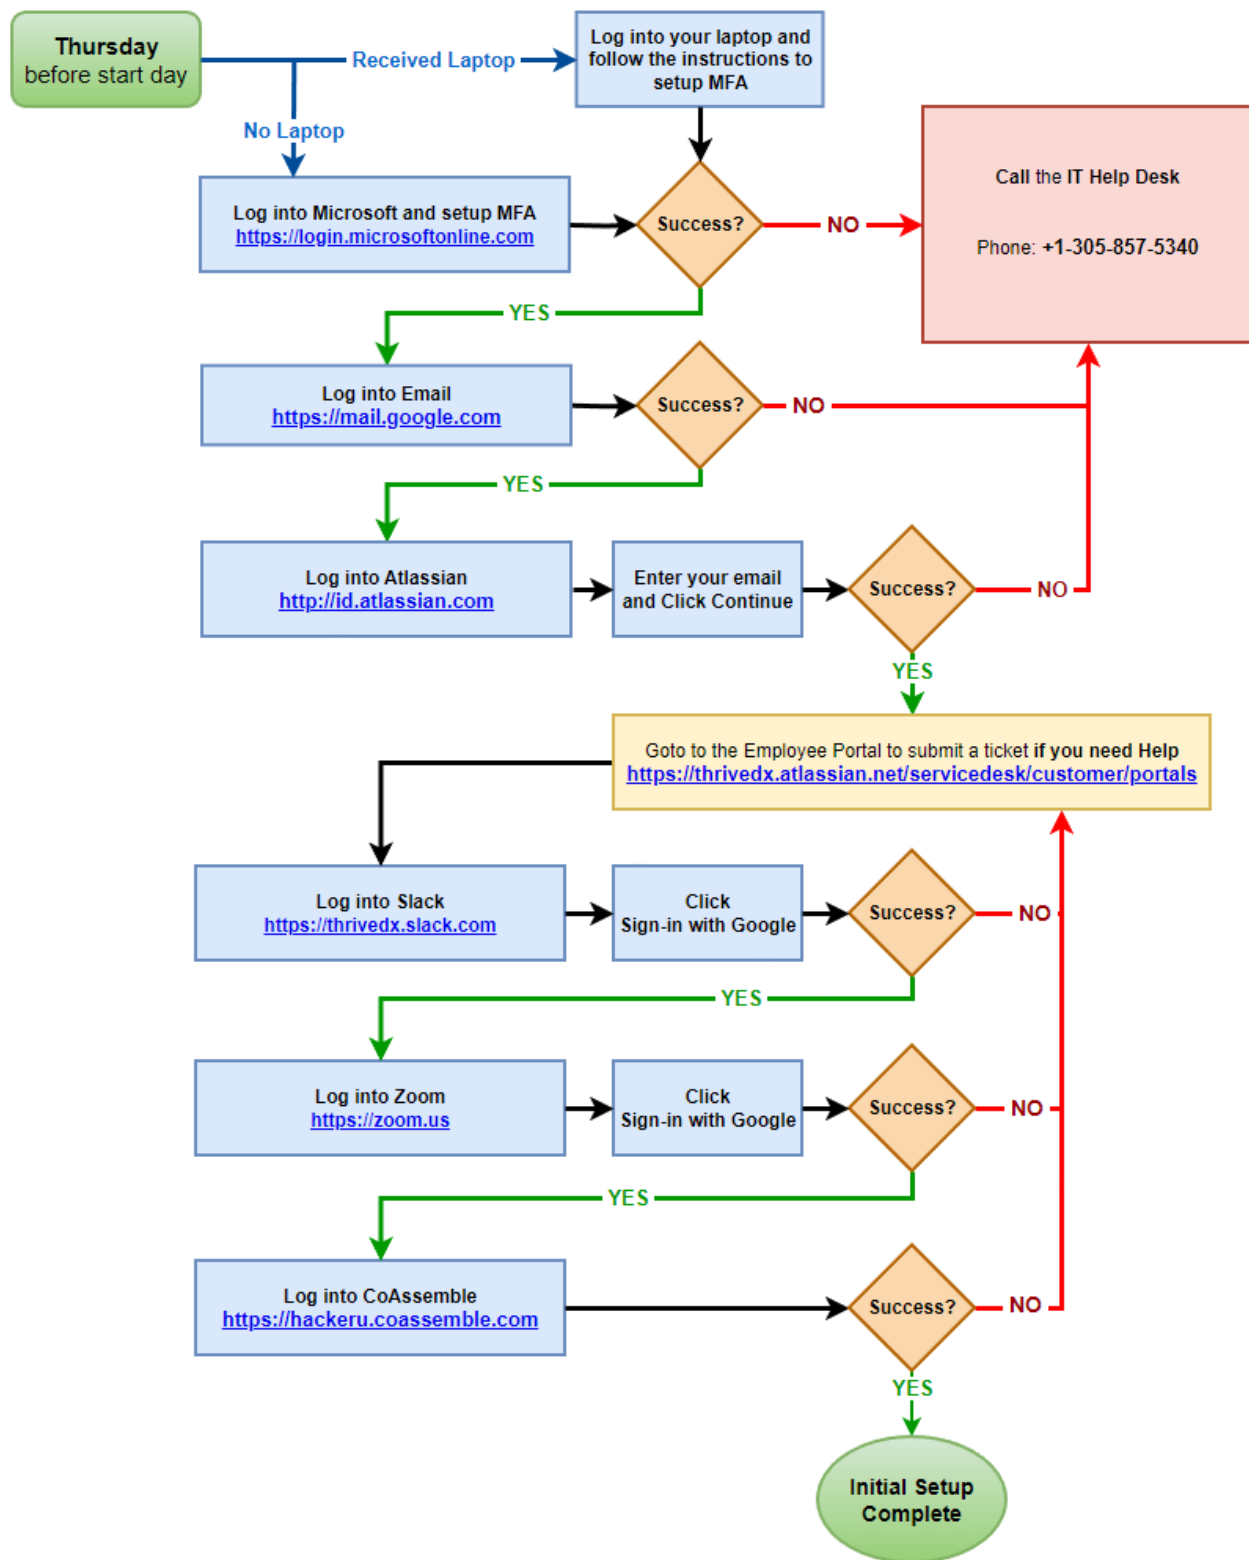 Thursday
before start day
Received Laptop
Log into your laptop and
follow the instructions to
setup MFA
No Laptop
Log into Microsoft and setup MFA
https://login.microsoftonline.com
Success?
NO
Call the IT Help Desk
Phone: +1-305-857-5340
YES
Log into Email
https://mail.google.com
Success?
NO
YES
Log into Atlassian
http://id.atlassian.com
Enter your email
and Click Continue
Success?
NO
YES
Goto to the Employee Portal to submit a ticket if you need Help
https://thrivedx.atlassian.net/servicedesk/customer/portals
Log into Slack
https://thrivedx.slack.com
Click
Sign-in with Google
Success?
NO
YES
Log into Zoom
https://zoom.us
Click
Sign-in with Google
Success?
NO
YES
Log into CoAssemble
https://hackeru.coassemble.com
Success?
NO
YES
Initial Setup
Complete